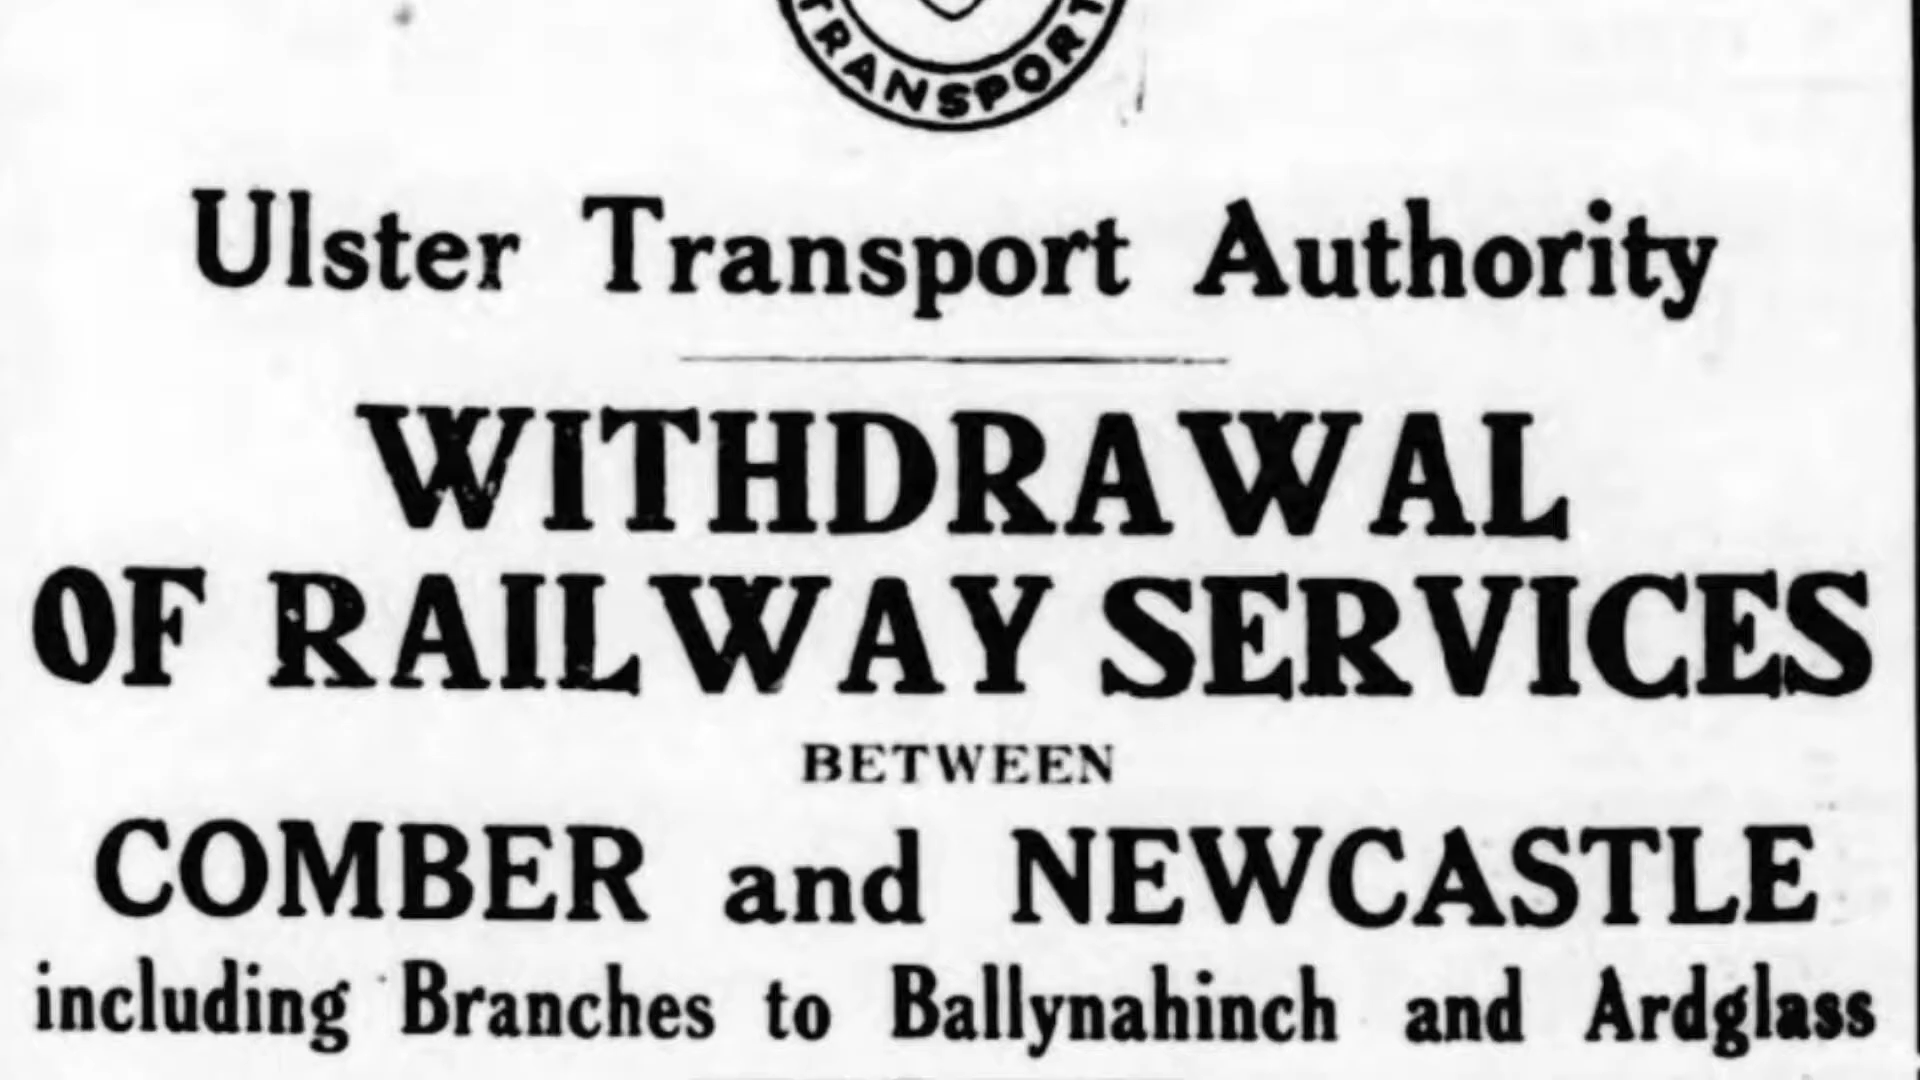 TRANSPORT
Ulster Transport Authority
WITHDRAWAL
OF RAILWAY SERVICES
BETWEEN
COMBER and NEWCASTLE
including Branches to Ballynahinch and Ardglass